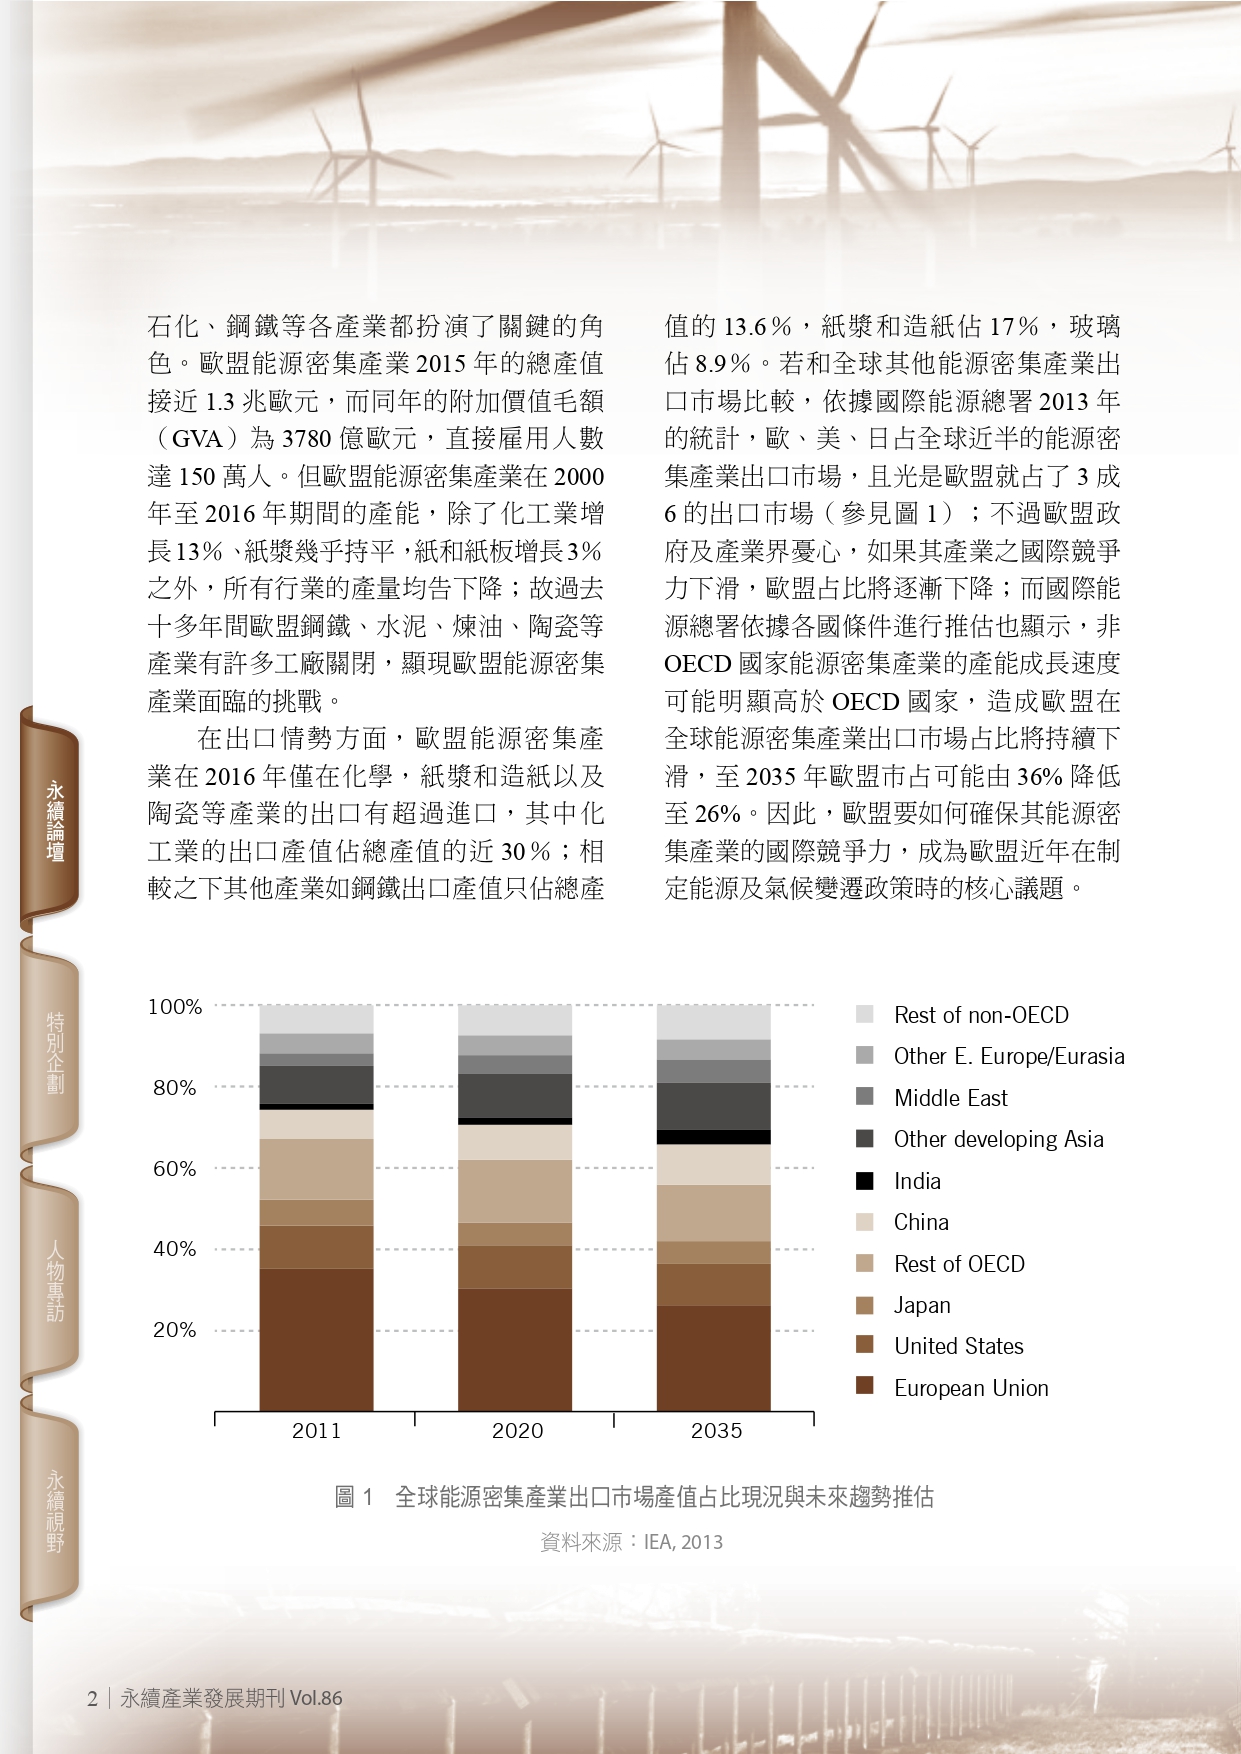 石化、鋼鐵等各產業都扮演了關鍵的角
色。歐盟能源密集產業 2015 年的總產值
接近 1.3 兆歐元，而同年的附加價值毛額
（GVA）為 3780 億歐元，直接雇用人數
達 150 萬人。但歐盟能源密集產業在 2000
年至 2016 年期間的產能，除了化工業增
長 13％、紙漿幾乎持平，紙和紙板增長 3％
之外，所有行業的產量均告下降；故過去
十多年間歐盟鋼鐵、水泥、煉油、陶瓷等
產業有許多工廠關閉，顯現歐盟能源密集
產業面臨的挑戰。
在出口情勢方面，歐盟能源密集產
業在 2016 年僅在化學，紙漿和造紙以及
陶瓷等產業的出口有超過進口，其中化
工業的出口產值佔總產值的近 30％；相
較之下其他產業如鋼鐵出口產值只佔總產
值的 13.6％，紙漿和造紙佔 17％，玻璃
佔 8.9％。若和全球其他能源密集產業出
口市場比較，依據國際能源總署 2013 年
的統計，歐、美、日占全球近半的能源密
集產業出口市場，且光是歐盟就占了 3 成
6 的出口市場（參見圖 1）；不過歐盟政
府及產業界憂心，如果其產業之國際競爭
力下滑，歐盟占比將逐漸下降；而國際能
源總署依據各國條件進行推估也顯示，非
OECD 國家能源密集產業的產能成長速度
可能明顯高於 OECD 國家，造成歐盟在
全球能源密集產業出口市場占比將持續下
滑，至 2035 年歐盟市占可能由 36% 降低
至 26%。因此，歐盟要如何確保其能源密
集產業的國際競爭力，成為歐盟近年在制
定能源及氣候變遷政策時的核心議題。
永續論壇
特別企劃
人物專訪
永續視野
100%
80%
60%
40%
20%
2011
2020
2035
Rest of non-OECD
Other E. Europe/Eurasia
Middle East
Other developing Asia
India
China
Rest of OECD
Japan
United States
European Union
圖 1　全球能源密集產業出口市場產值占比現況與未來趨勢推估
資料來源：IEA, 2013
2｜永續產業發展期刊 Vol.86